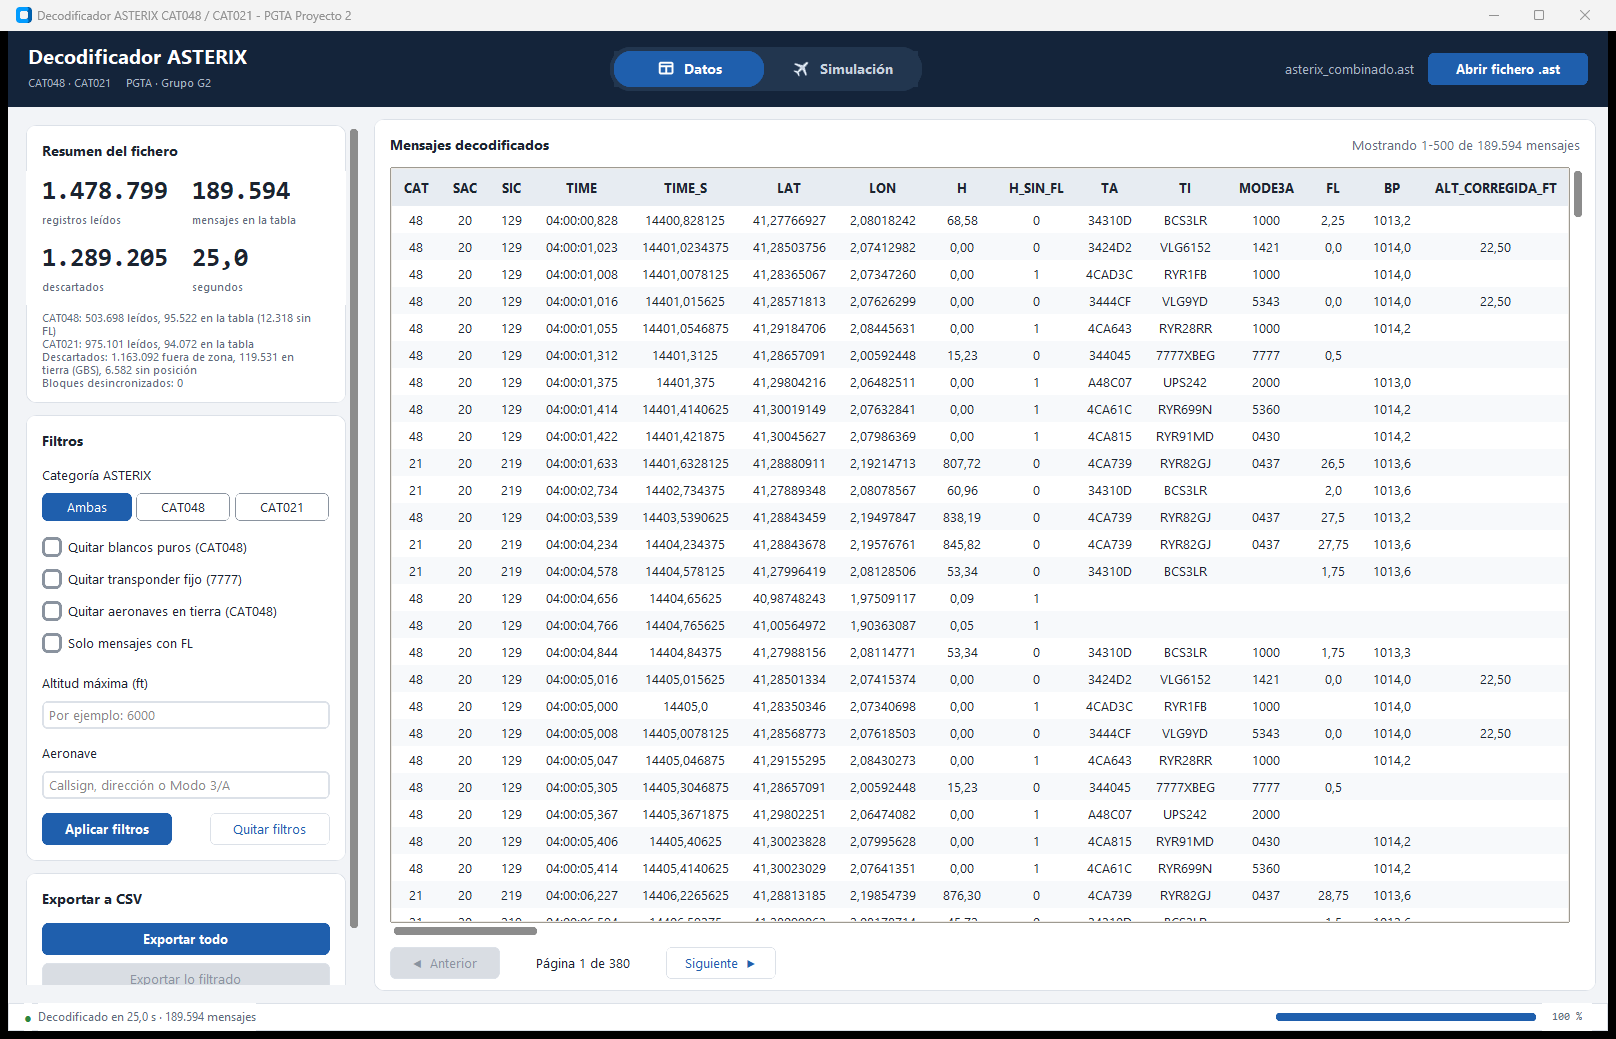 Decodificador ASTERIX CAT048 / CAT021 - PGTA Proyecto 2
Decodificador ASTERIX
CAT048 · CAT021 PGTA · Grupo G2
Datos
Simulación
asterix_combinado.ast
Abrir fichero .ast
Resumen del fichero
1.478.799 189.594
registros leídos mensajes en la tabla
1.289.205 25,0
descartados segundos
CAT048: 503.698 leídos, 95.522 en la tabla (12.318 sin
FL)
CAT021: 975.101 leídos, 94.072 en la tabla
Descartados: 1.163.092 fuera de zona, 119.531 en
tierra (GBS), 6.582 sin posición
Bloques desincronizados: 0
Filtros
Categoría ASTERIX
Ambas CAT048 CAT021
Quitar blancos puros (CAT048)
Quitar transponder fijo (7777)
Quitar aeronaves en tierra (CAT048)
Solo mensajes con FL
Altitud máxima (ft)
Por ejemplo: 6000
Aeronave
Callsign, dirección o Modo 3/A
Aplicar filtros Quitar filtros
Exportar a CSV
Exportar todo
Exportar lo filtrado
Mensajes decodificados
Mostrando 1-500 de 189.594 mensajes
CAT SAC SIC TIME TIME_S LAT LON H H_SIN_FL TA TI MODE3A FL BP ALT_CORREGIDA_FT
48 20 129 04:00:00,828 14400,828125 41,27766927 2,08018242 68,58 0 34310D BCS3LR 1000 2,25 1013,2
48 20 129 04:00:01,023 14401,0234375 41,28503756 2,07412982 0,00 0 3424D2 VLG6152 1421 0,0 1014,0 22,50
48 20 129 04:00:01,008 14401,0078125 41,28365067 2,07347260 0,00 1 4CAD3C RYR1FB 1000 1014,0
48 20 129 04:00:01,016 14401,015625 41,28571813 2,07626299 0,00 0 3444CF VLG9YD 5343 0,0 1014,0 22,50
48 20 129 04:00:01,055 14401,0546875 41,29184706 2,08445631 0,00 1 4CA643 RYR28RR 1000 1014,2
48 20 129 04:00:01,312 14401,3125 41,28657091 2,00592448 15,23 0 344045 7777XBEG 7777 0,5
48 20 129 04:00:01,375 14401,375 41,29804216 2,06482511 0,00 1 A48C07 UPS242 2000 1013,0
48 20 129 04:00:01,414 14401,4140625 41,30019149 2,07632841 0,00 1 4CA61C RYR699N 5360 1014,2
48 20 129 04:00:01,422 14401,421875 41,30045627 2,07986369 0,00 1 4CA815 RYR91MD 0430 1014,2
21 20 219 04:00:01,633 14401,6328125 41,28880911 2,19214713 807,72 0 4CA739 RYR82GJ 0437 26,5 1013,6
21 20 219 04:00:02,734 14402,734375 41,27889348 2,08078567 60,96 0 34310D BCS3LR 2,0 1013,6
48 20 129 04:00:03,539 14403,5390625 41,28843459 2,19497847 838,19 0 4CA739 RYR82GJ 0437 27,5 1013,2
21 20 219 04:00:04,234 14404,234375 41,28843678 2,19576761 845,82 0 4CA739 RYR82GJ 0437 27,75 1013,6
21 20 219 04:00:04,578 14404,578125 41,27996419 2,08128506 53,34 0 34310D BCS3LR 1,75 1013,6
48 20 129 04:00:04,656 14404,65625 40,98748243 1,97509117 0,09 1
48 20 129 04:00:04,766 14404,765625 41,00564972 1,90363087 0,05 1
48 20 129 04:00:04,844 14404,84375 41,27988156 2,08114771 53,34 0 34310D BCS3LR 1000 1,75 1013,3
48 20 129 04:00:05,016 14405,015625 41,28501334 2,07415374 0,00 0 3424D2 VLG6152 1421 0,0 1014,0 22,50
48 20 129 04:00:05,000 14405,0 41,28350346 2,07340698 0,00 1 4CAD3C RYR1FB 1000 1014,0
48 20 129 04:00:05,008 14405,0078125 41,28568773 2,07618503 0,00 0 3444CF VLG9YD 5343 0,0 1014,0 22,50
48 20 129 04:00:05,047 14405,046875 41,29155295 2,08430273 0,00 1 4CA643 RYR28RR 1000 1014,2
48 20 129 04:00:05,305 14405,3046875 41,28657091 2,00592448 15,23 0 344045 7777XBEG 7777 0,5
48 20 129 04:00:05,367 14405,3671875 41,29802251 2,06474082 0,00 1 A48C07 UPS242 2000
48 20 129 04:00:05,406 14405,40625 41,30023828 2,07995628 0,00 1 4CA815 RYR91MD 0430 1014,2
48 20 129 04:00:05,414 14405,4140625 41,30023029 2,07641351 0,00 1 4CA61C RYR699N 5360 1014,2
21 20 219 04:00:06,227 14406,2265625 41,28813185 2,19854739 876,30 0 4CA739 RYR82GJ 0437 28,75 1013,6
◄ Anterior Página 1 de 380 Siguiente ►
Decodificado en 25,0 s · 189.594 mensajes
100 %